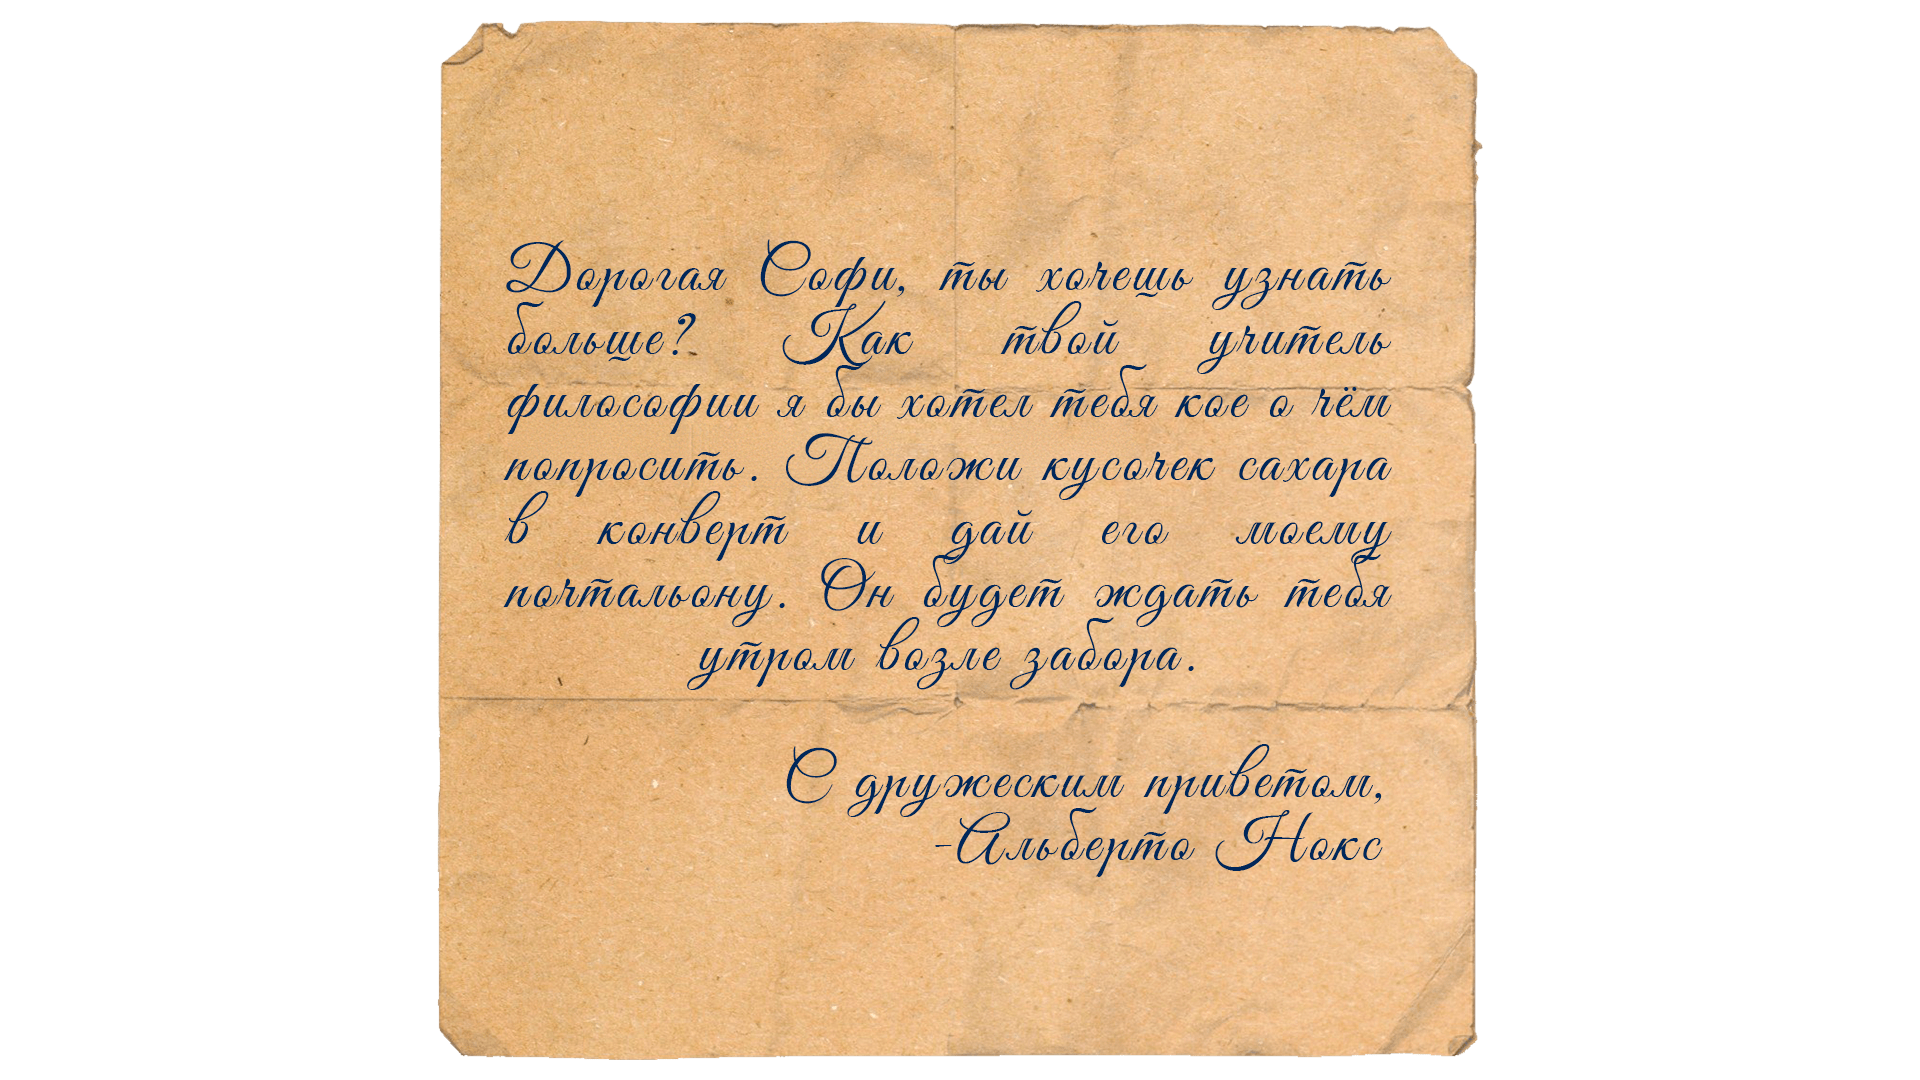 Дорогая Софи, ты хочешь узнать
больше? Как твой учитель
философии я бы хотел тебя кое о чём
попросить. Положи кусочек сахара
в конверт и дай его моему
почтальону. Он будет ждать тебя
утром возле забора.
С дружеским приветом,
-Альберто Нокс